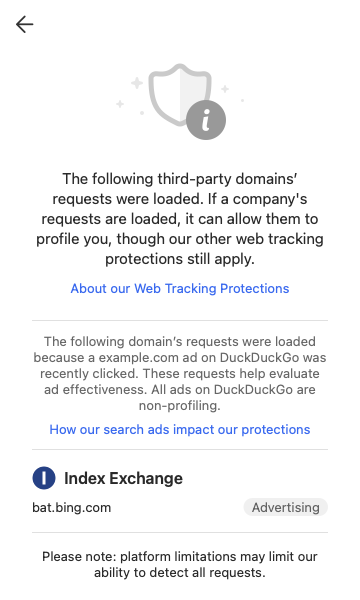 The following third-party domains’
requests were loaded. If a company's
requests are loaded, it can allow them to
profile you, though our other web tracking
protections still apply.
About our Web Tracking Protections
The following domain’s requests were loaded
because a example.com ad on DuckDuckGo was
recently clicked. These requests help evaluate
ad effectiveness. All ads on DuckDuckGo are
non-profiling.
How our search ads impact our protections
Index Exchange
bat.bing.com Advertising
Please note: platform limitations may limit our
ability to detect all requests.